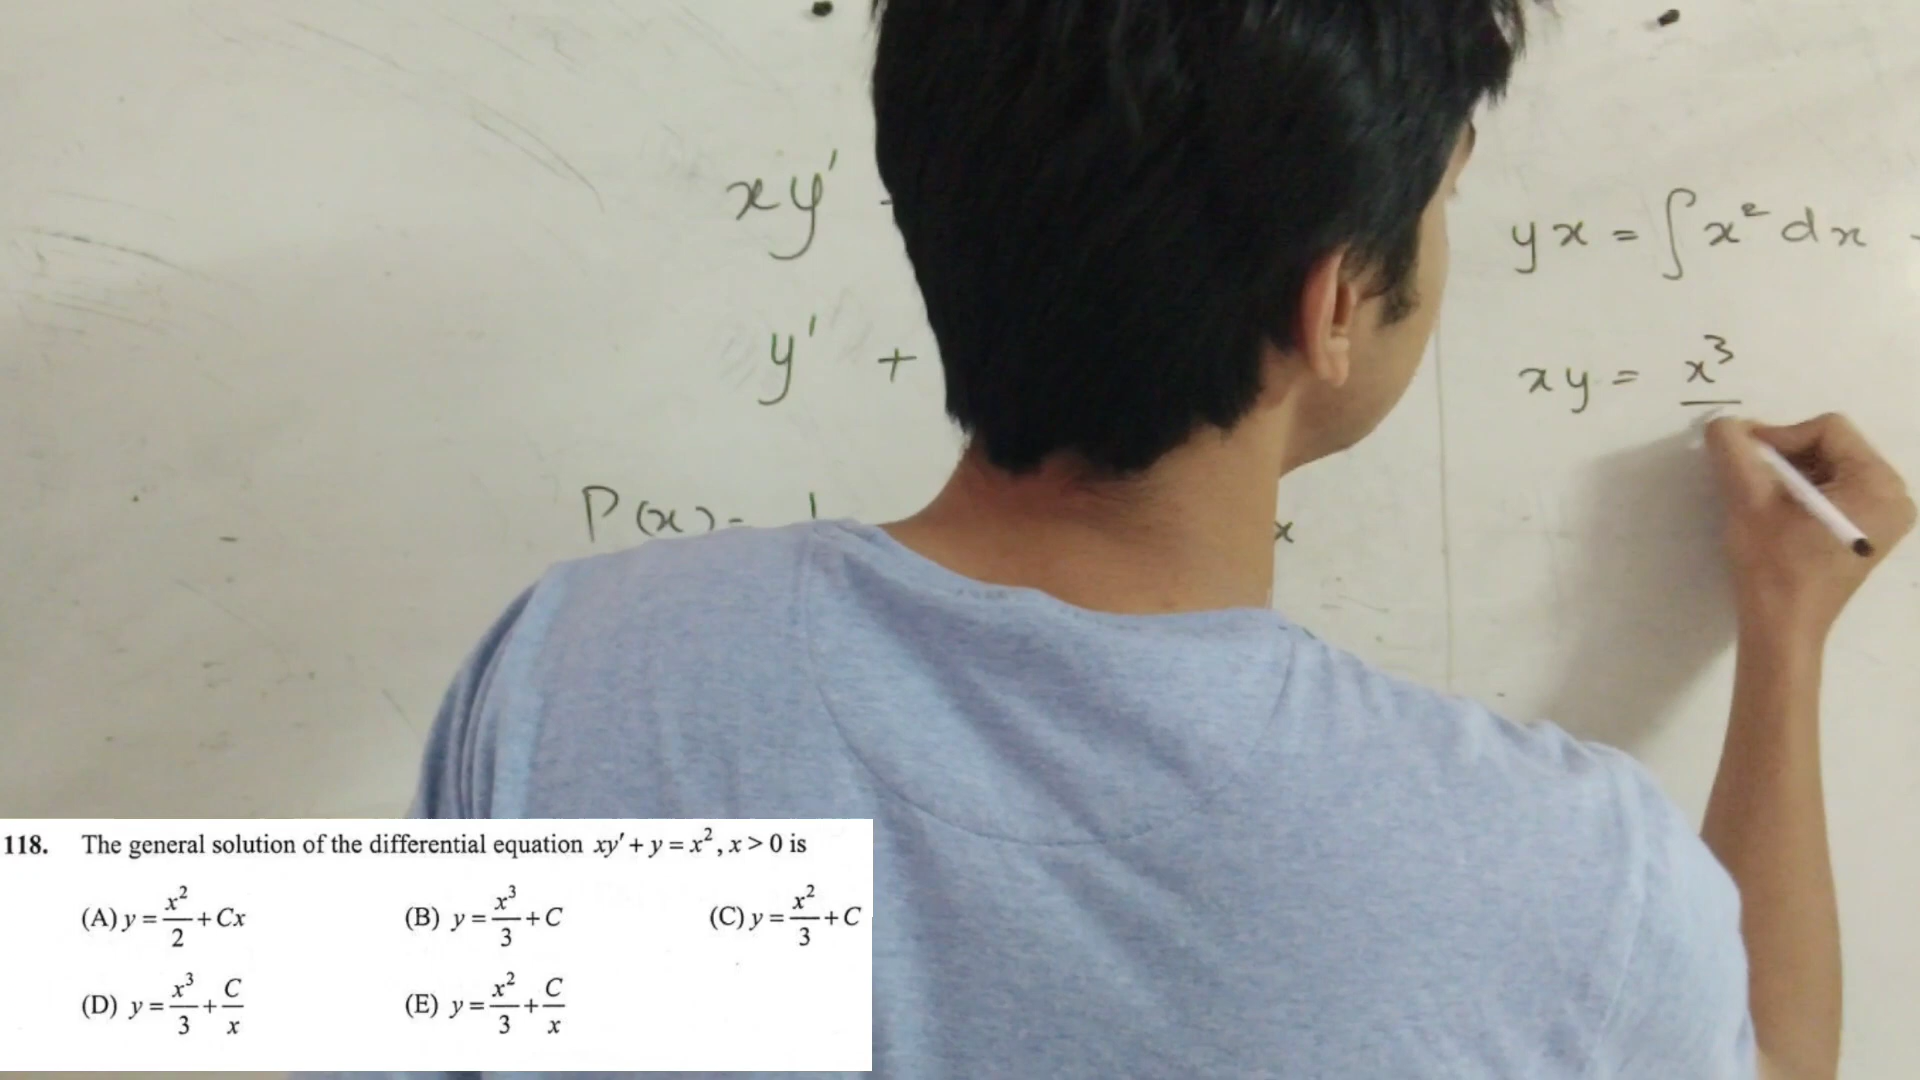 xy'
y' +
P(x) =
x
yx = ∫x² dx
xy = x³
118. The general solution of the differential equation xy' + y = x², x > 0 is
(A) y = x²/2 + Cx (B) y = x³/3 + C (C) y = x²/3 + C
(D) y = x³/3 + C/x (E) y = x²/3 + C/x